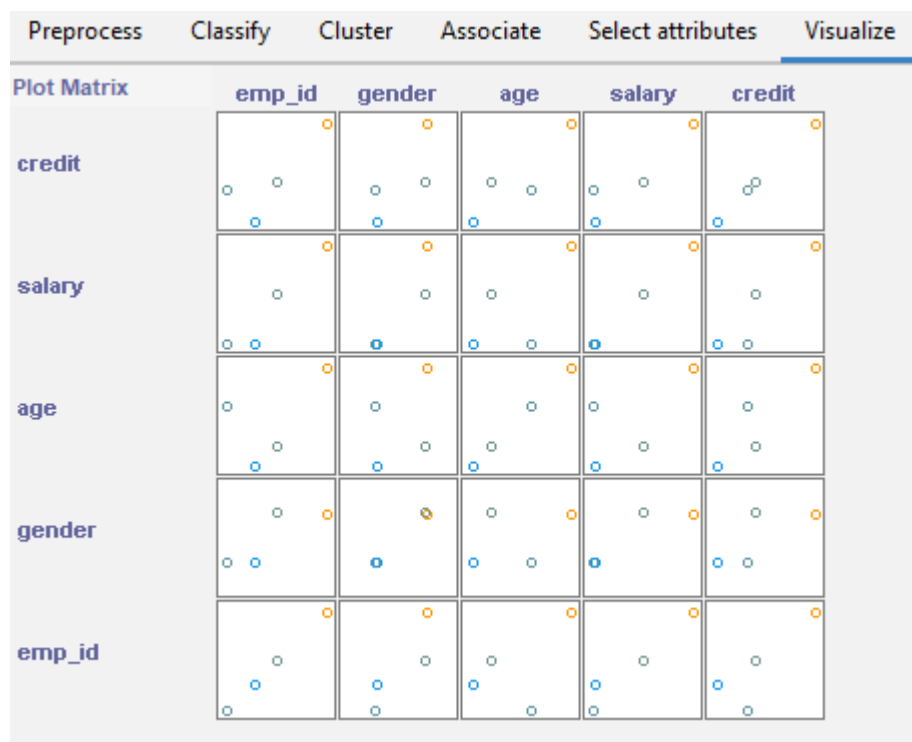 Preprocess Classify Cluster Associate Select attributes Visualize
Plot Matrix emp_id gender age salary credit
credit
salary
age
gender
emp_id